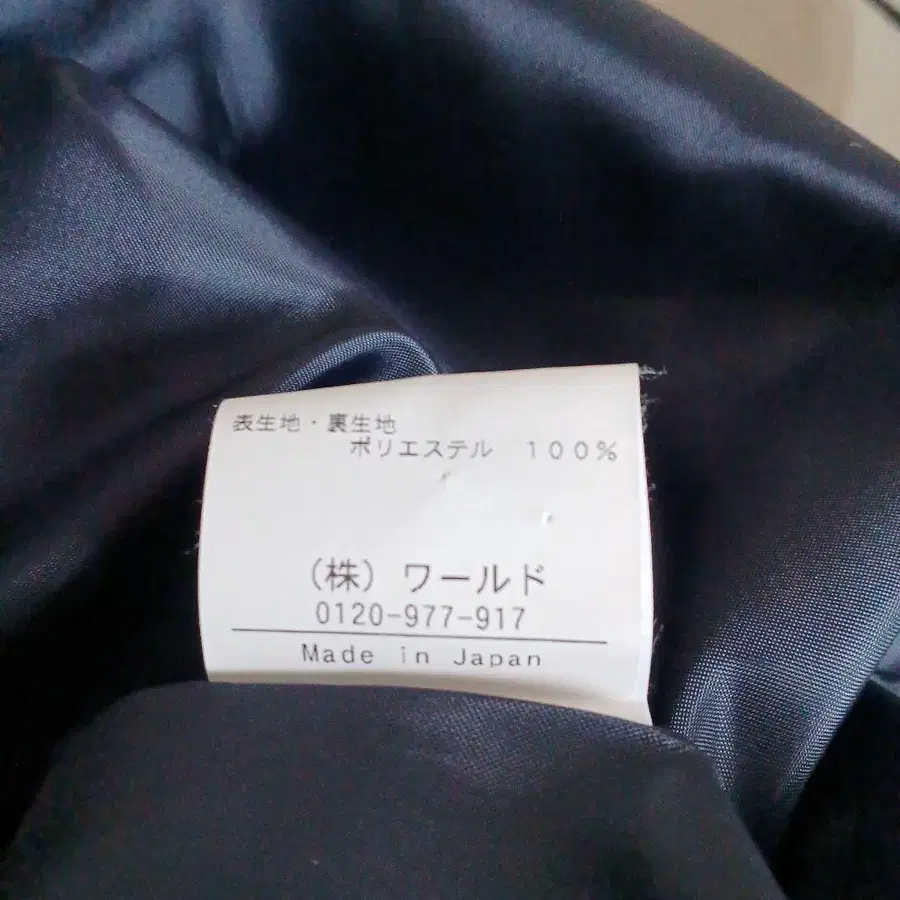 表生地・裏生地
ポリエステル　１００％
（株）ワールド
0120-977-917
Made in Japan